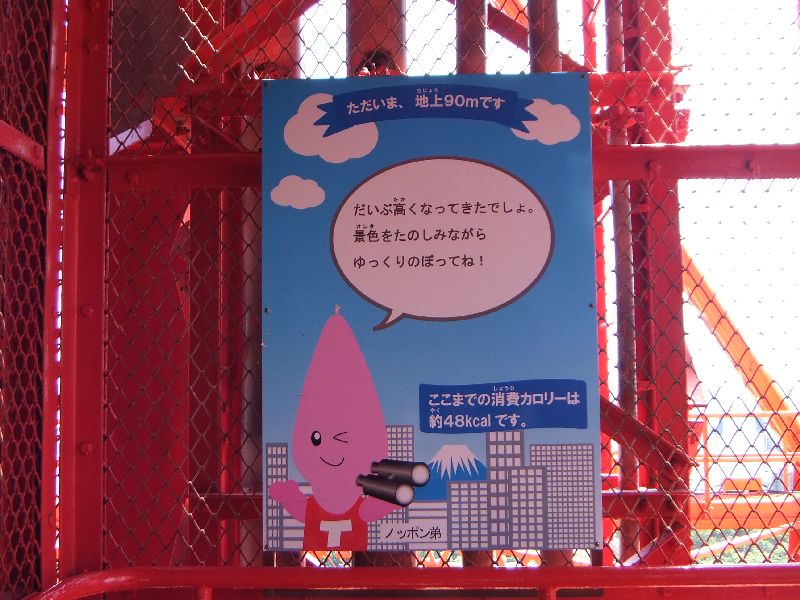 ただいま、地上90mです
だいぶ高くなってきたでしょ。
景色をたのしみながら
ゆっくりのぼってね！
ここまでの消費カロリーは
約48kcalです。
T
ノッポン弟